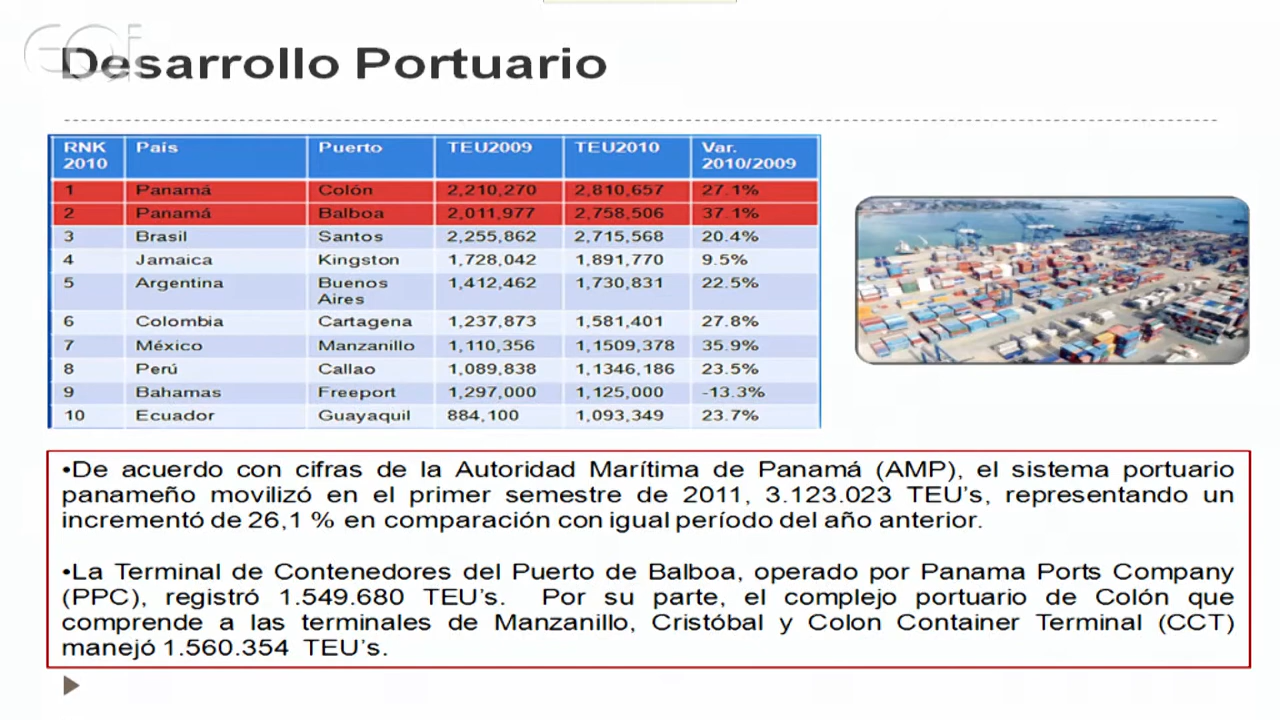 EOi
Desarrollo Portuario
RNK 2010 País Puerto TEU2009 TEU2010 Var. 2010/2009
1 Panamá Colón 2,210,270 2,810,657 27.1%
2 Panamá Balboa 2,011,977 2,758,506 37.1%
3 Brasil Santos 2,255,862 2,715,568 20.4%
4 Jamaica Kingston 1,728,042 1,891,770 9.5%
5 Argentina Buenos Aires 1,412,462 1,730,831 22.5%
6 Colombia Cartagena 1,237,873 1,581,401 27.8%
7 México Manzanillo 1,110,356 1,1509,378 35.9%
8 Perú Callao 1,089,838 1,1346,186 23.5%
9 Bahamas Freeport 1,297,000 1,125,000 -13.3%
10 Ecuador Guayaquil 884,100 1,093,349 23.7%
•De acuerdo con cifras de la Autoridad Marítima de Panamá (AMP), el sistema portuario
panameño movilizó en el primer semestre de 2011, 3.123.023 TEU's, representando un
incrementó de 26,1 % en comparación con igual período del año anterior.
•La Terminal de Contenedores del Puerto de Balboa, operado por Panama Ports Company
(PPC), registró 1.549.680 TEU's. Por su parte, el complejo portuario de Colón que
comprende a las terminales de Manzanillo, Cristóbal y Colon Container Terminal (CCT)
manejó 1.560.354 TEU's.